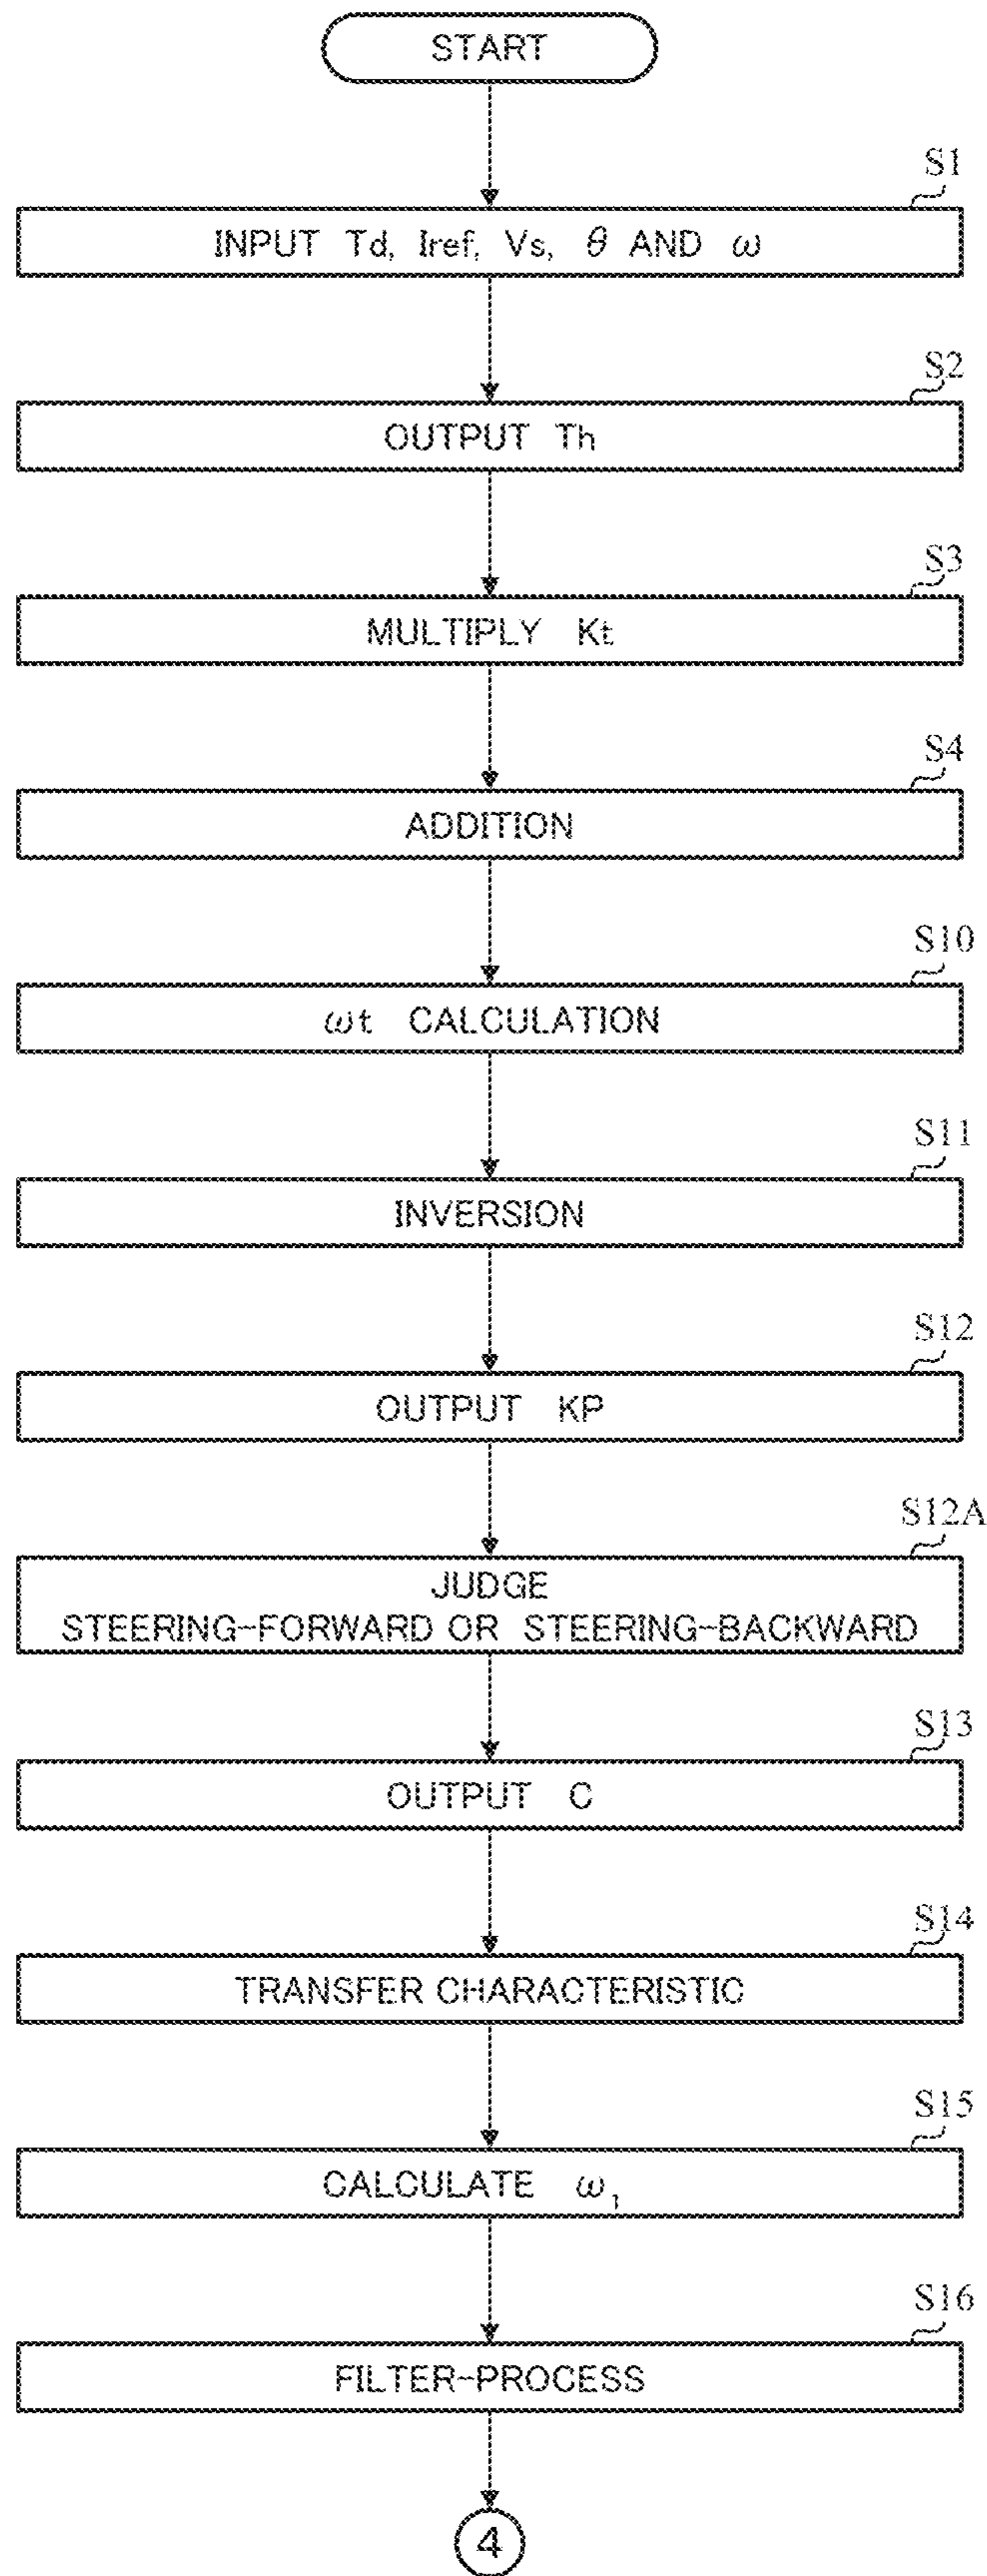 START
S1
INPUT Td, Iref, Vs, θ AND ω
S2
OUTPUT Th
S3
MULTIPLY Kt
S4
ADDITION
S10
ωt CALCULATION
S11
INVERSION
S12
OUTPUT KP
S12A
JUDGE
STEERING-FORWARD OR STEERING-BACKWARD
S13
OUTPUT C
S14
TRANSFER CHARACTERISTIC
S15
CALCULATE ω₁
S16
FILTER-PROCESS
4